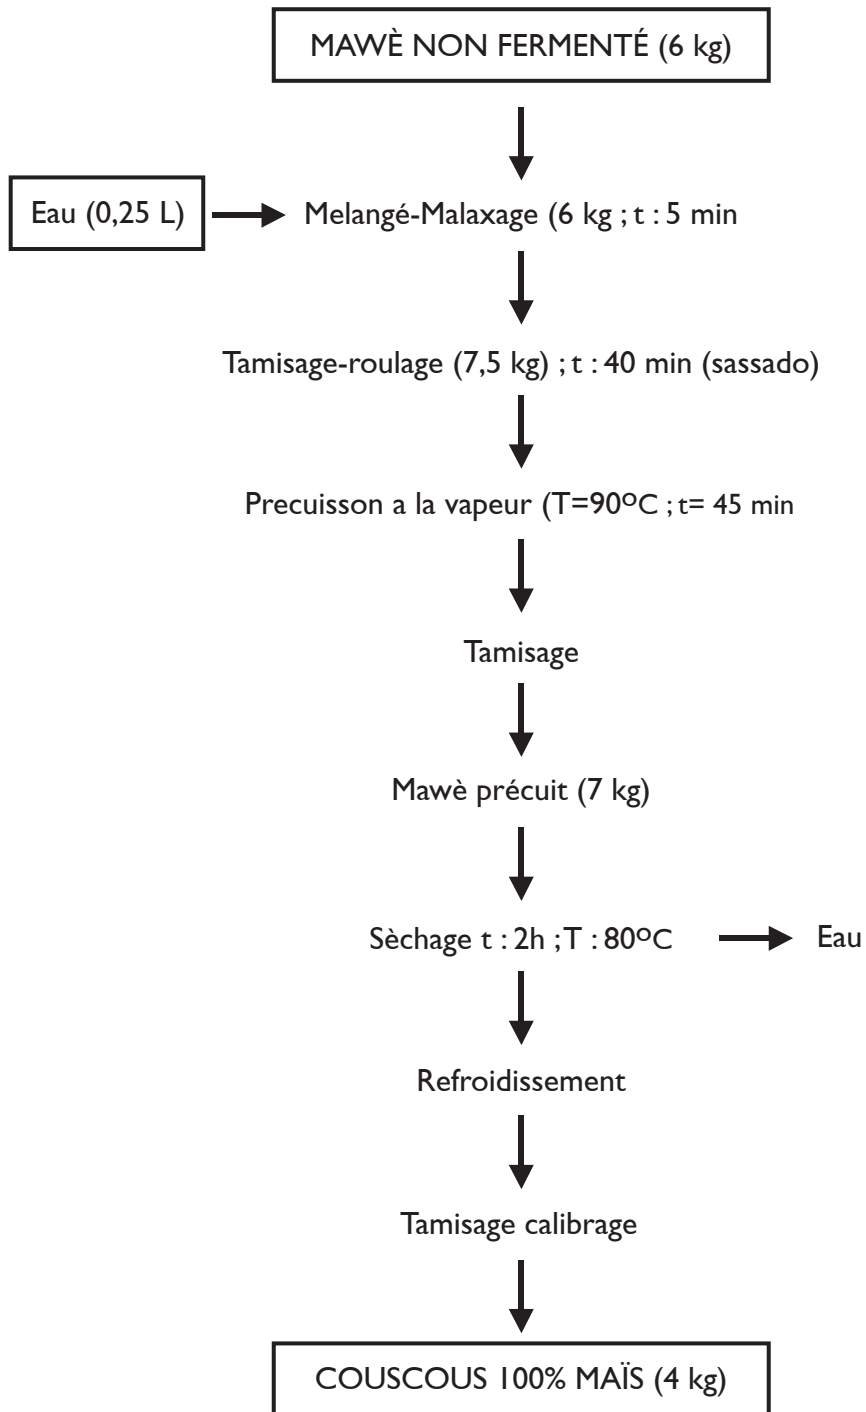 MAWÈ NON FERMENTÉ (6 kg)
Eau (0,25 L)
Melangé-Malaxage (6 kg ; t : 5 min
Tamisage-roulage (7,5 kg) ; t : 40 min (sassado)
Precuisson a la vapeur (T=90ºC ; t= 45 min
Tamisage
Mawè précuit (7 kg)
Sèchage t : 2h ; T : 80ºC
Eau
Refroidissement
Tamisage calibrage
COUSCOUS 100% MAÏS (4 kg)